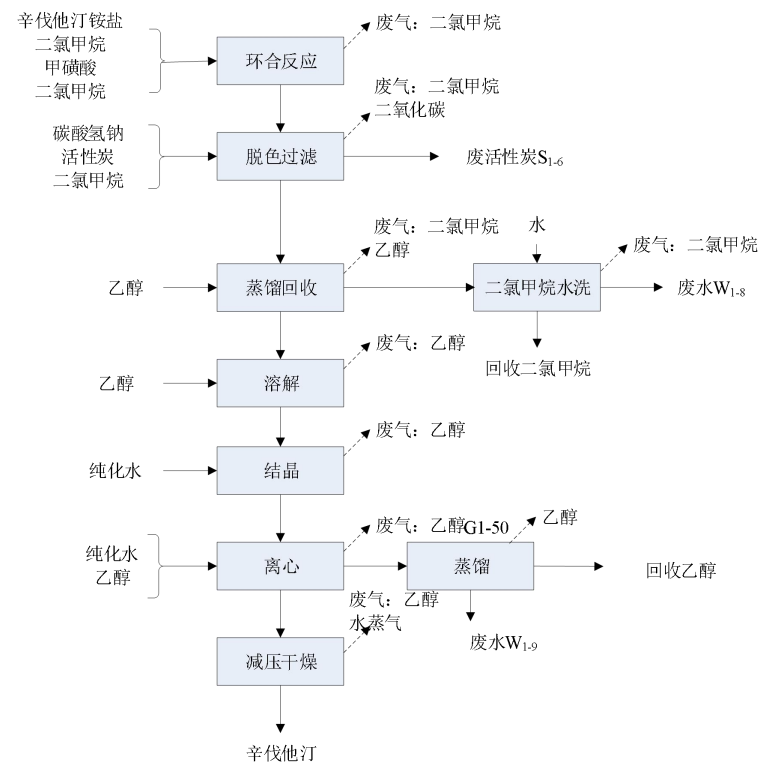 辛伐他汀铵盐
二氯甲烷
甲磺酸
二氯甲烷
环合反应
废气：二氯甲烷
废气：二氯甲烷
二氧化碳
碳酸氢钠
活性炭
二氯甲烷
脱色过滤
废活性炭S1-6
废气：二氯甲烷
乙醇
水
废气：二氯甲烷
乙醇
蒸馏回收
二氯甲烷水洗
废水W1-8
回收二氯甲烷
废气：乙醇
乙醇
溶解
废气：乙醇
纯化水
结晶
废气：乙醇G1-50
乙醇
纯化水
乙醇
离心
蒸馏
回收乙醇
废气：乙醇
水蒸气
废水W1-9
减压干燥
辛伐他汀